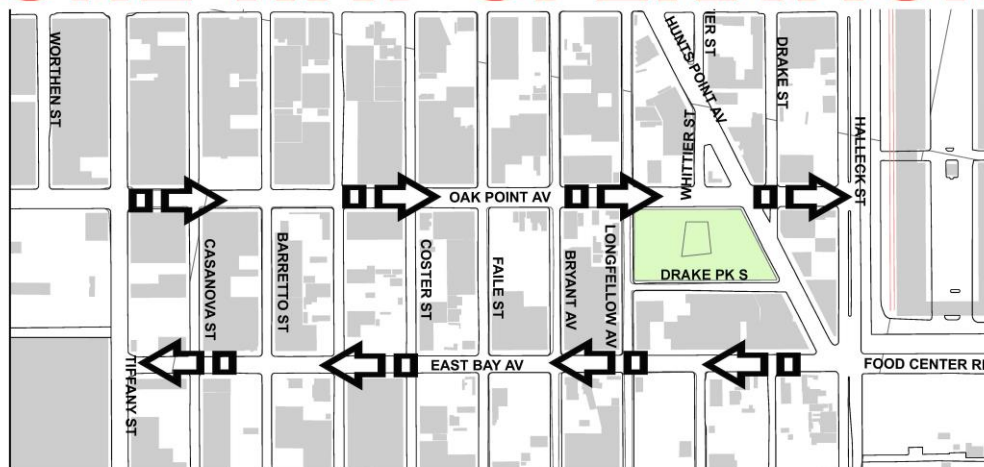 WORTHEN ST
HUNTS POINT AV
DRAKE ST
HALLECK ST
WHITTIER ST
OAK POINT AV
CASANOVA ST
BARRETTO ST
COSTER ST
FAILE ST
BRYANT AV
LONGFELLOW AV
DRAKE PK S
TIFFANY ST
EAST BAY AV